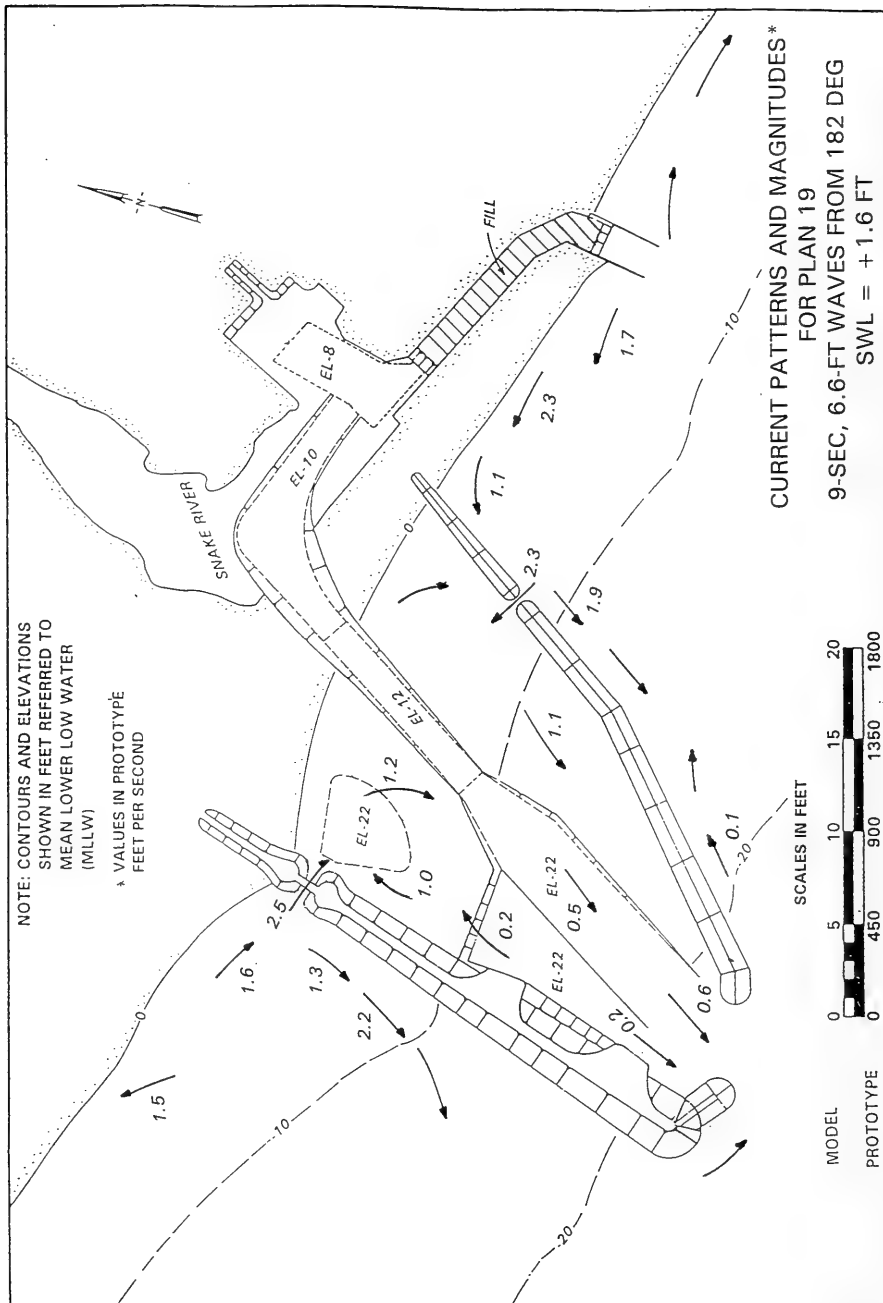 NOTE: CONTOURS AND ELEVATIONS
SHOWN IN FEET REFERRED TO
MEAN LOWER LOW WATER
(MLLW)
* VALUES IN PROTOTYPE
FEET PER SECOND
-N-
SNAKE RIVER
EL-8
EL-10
FILL
EL-12
EL-22
EL-22
EL-22
0
0
-10
-10
-20
-20
1.5
1.6
2.5
1.3
2.2
1.2
1.0
0.2
0.5
0.2
0.6
0.1
1.1
1.9
2.3
1.1
2.3
1.7
CURRENT PATTERNS AND MAGNITUDES*
FOR PLAN 19
9-SEC, 6.6-FT WAVES FROM 182 DEG
SWL = +1.6 FT
SCALES IN FEET
MODEL 0 5 10 15 20
PROTOTYPE 0 450 900 1350 1800